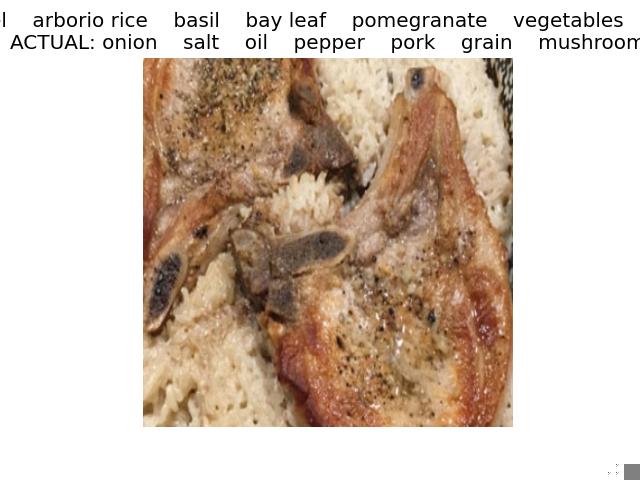 arborio rice basil bay leaf pomegranate vegetables
ACTUAL: onion salt oil pepper pork grain mushroom